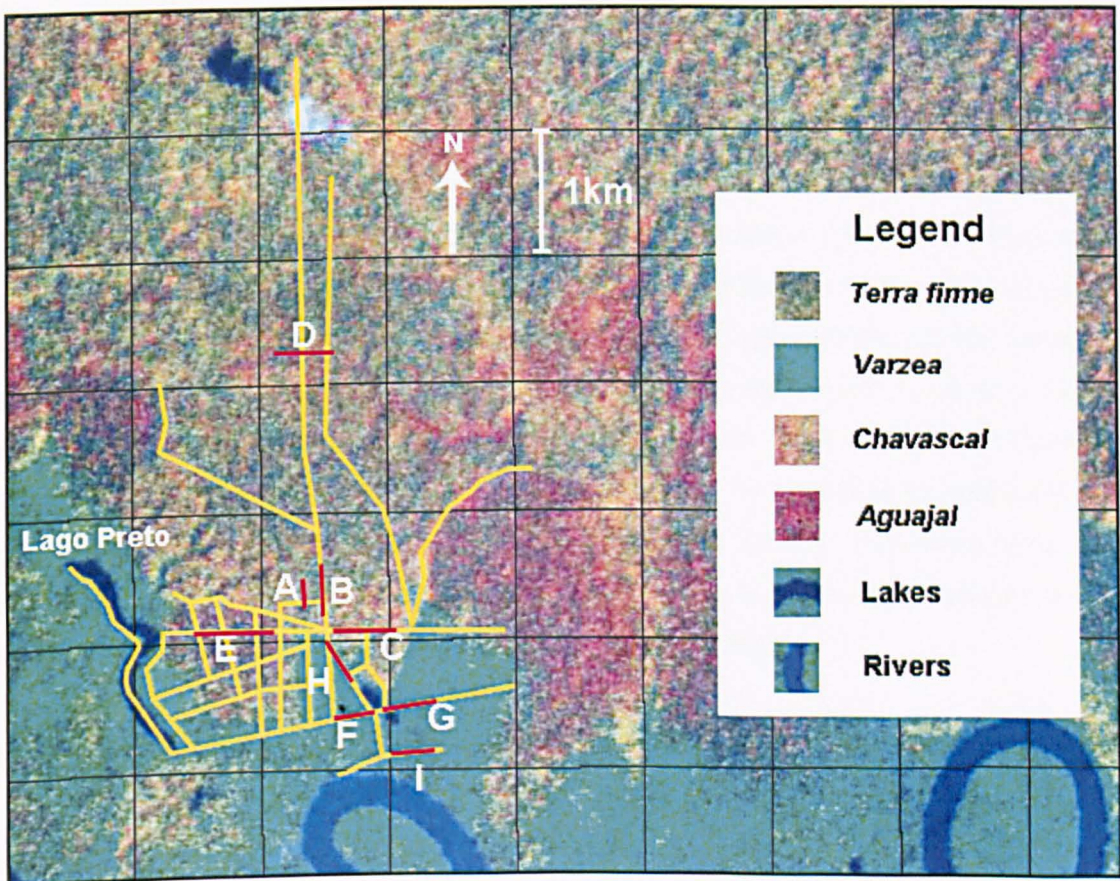 N
1km
Legend
Terra firme
Varzea
Chavascal
Aguajal
Lakes
Rivers
D
Lago Preto
A
B
E
C
H
F
G
I